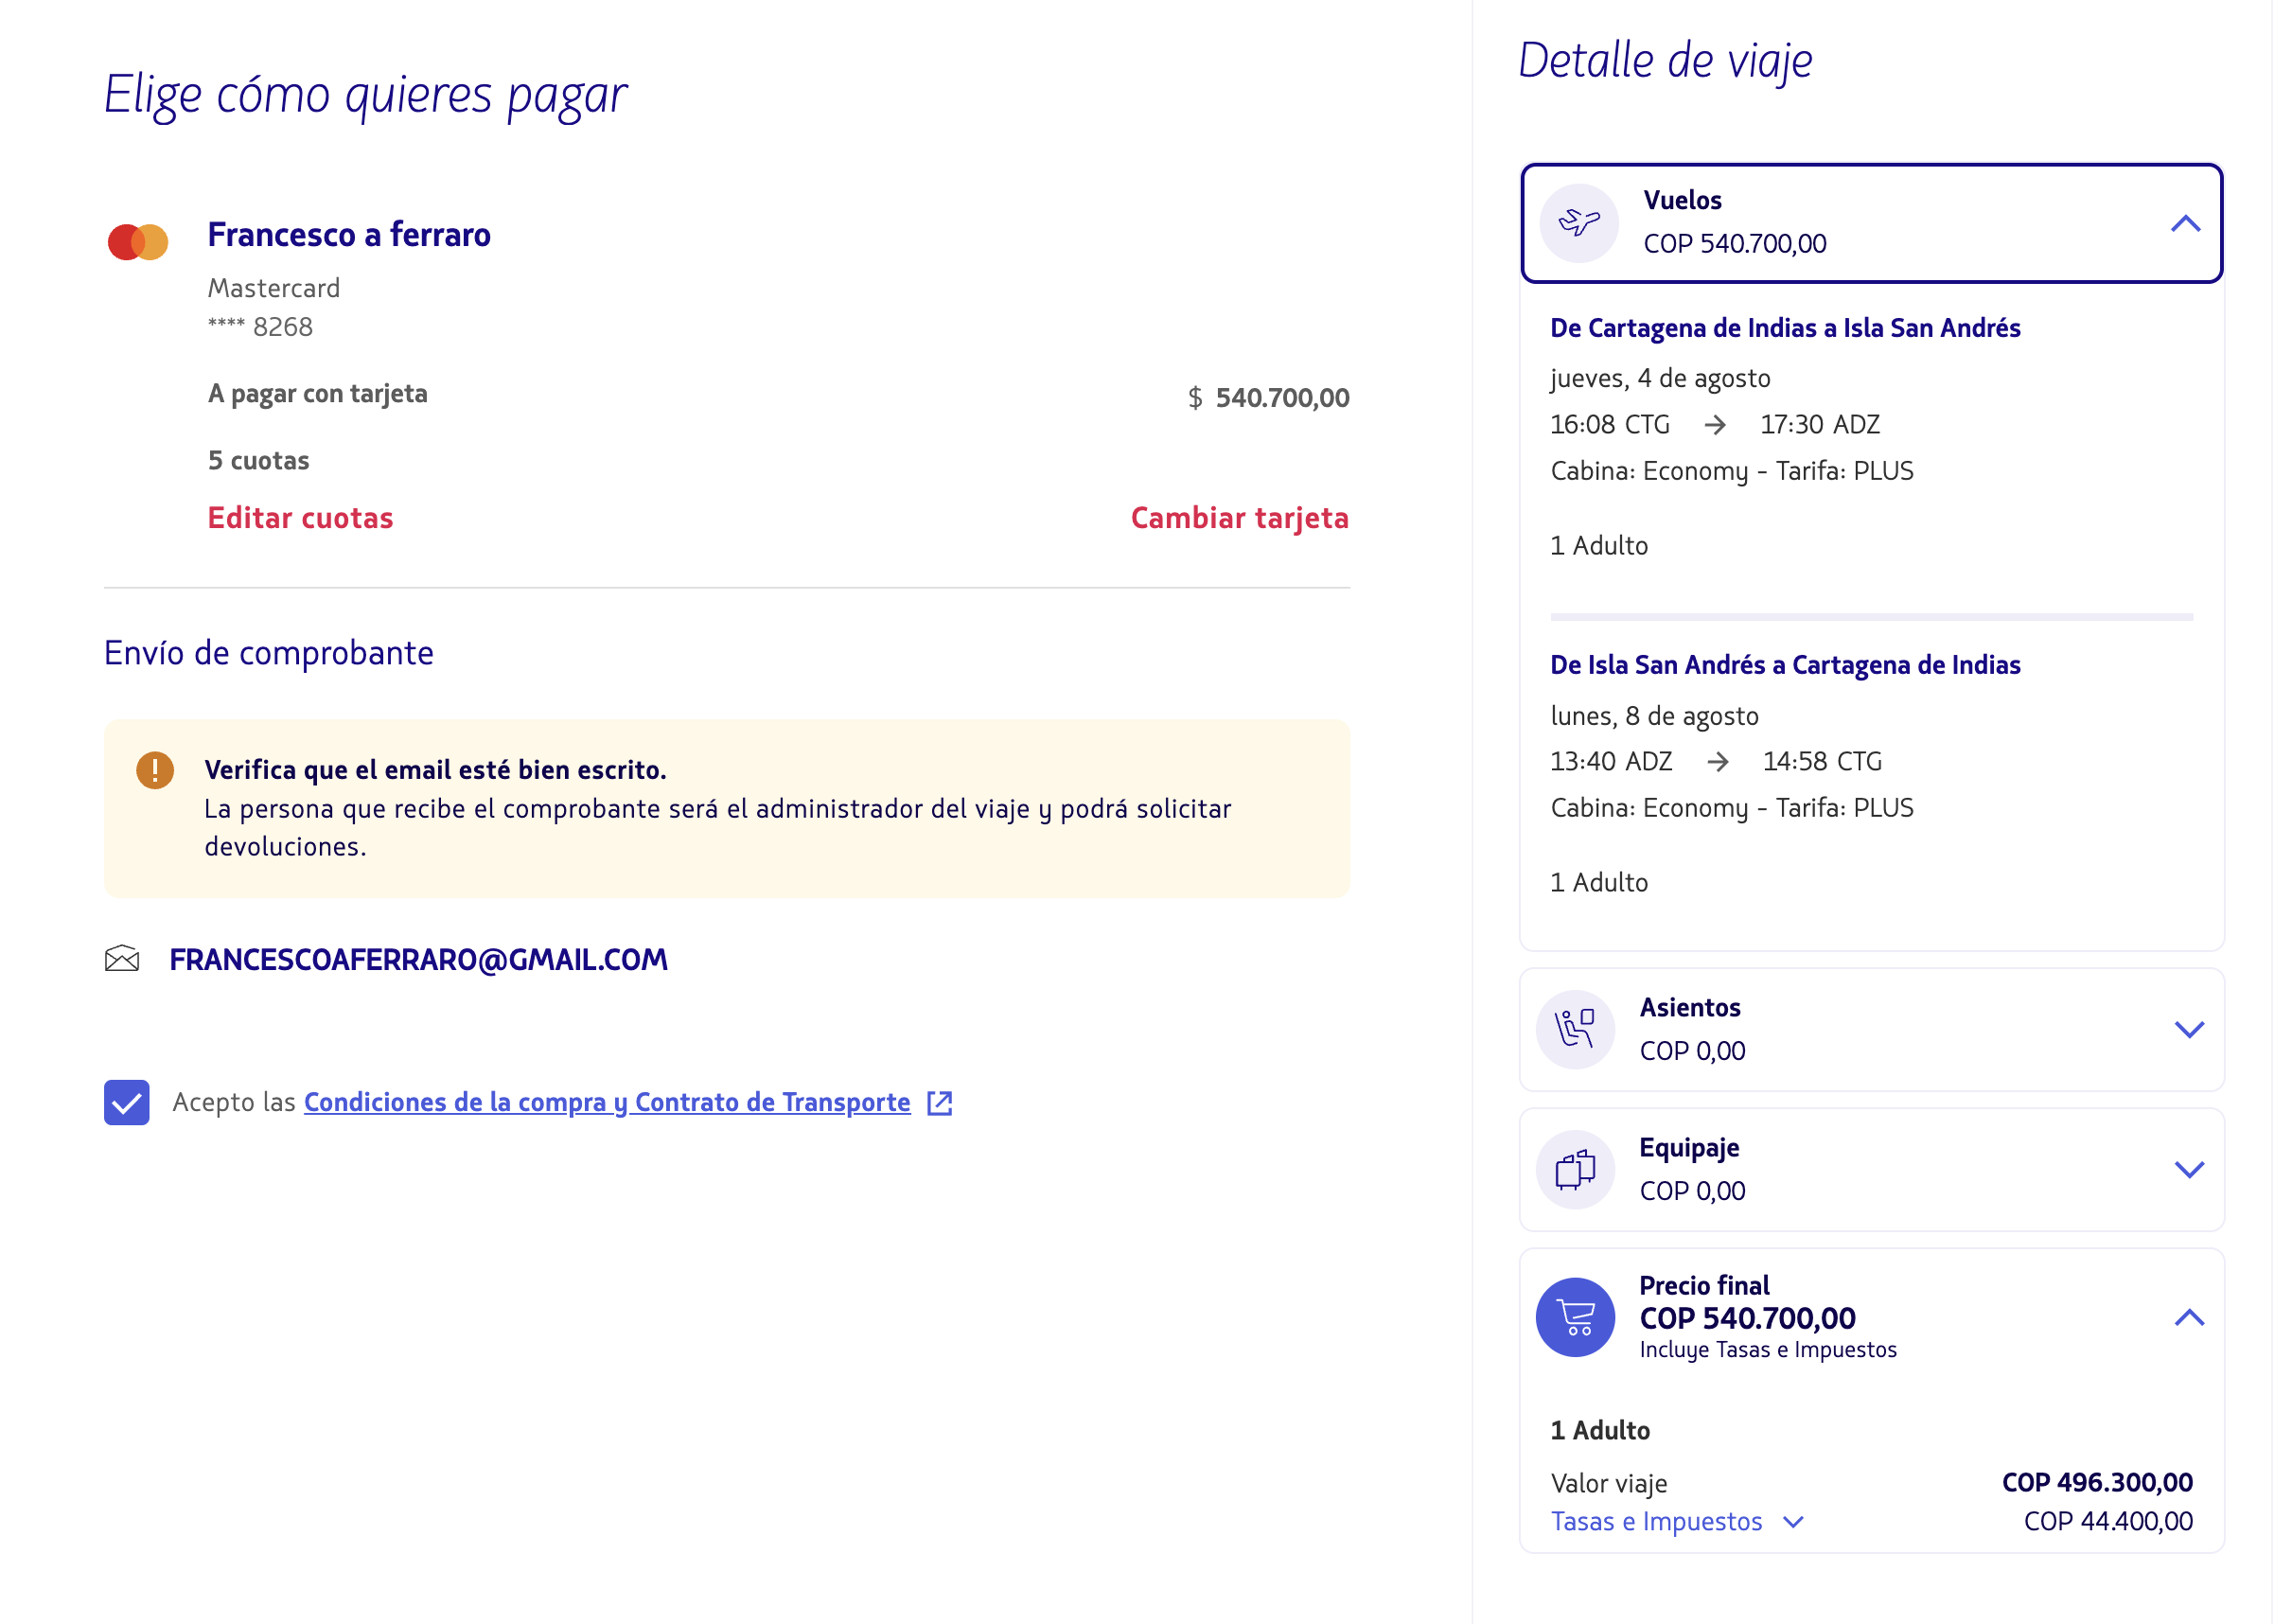 Elige cómo quieres pagar
Francesco a ferraro
Mastercard
**** 8268
A pagar con tarjeta
$ 540.700,00
5 cuotas
Editar cuotas
Cambiar tarjeta
Envío de comprobante
Verifica que el email esté bien escrito.
La persona que recibe el comprobante será el administrador del viaje y podrá solicitar
devoluciones.
FRANCESCOAFERRARO@GMAIL.COM
Acepto las Condiciones de la compra y Contrato de Transporte
Detalle de viaje
Vuelos
COP 540.700,00
De Cartagena de Indias a Isla San Andrés
jueves, 4 de agosto
16:08 CTG → 17:30 ADZ
Cabina: Economy - Tarifa: PLUS
1 Adulto
De Isla San Andrés a Cartagena de Indias
lunes, 8 de agosto
13:40 ADZ → 14:58 CTG
Cabina: Economy - Tarifa: PLUS
1 Adulto
Asientos
COP 0,00
Equipaje
COP 0,00
Precio final
COP 540.700,00
Incluye Tasas e Impuestos
1 Adulto
Valor viaje COP 496.300,00
Tasas e Impuestos COP 44.400,00